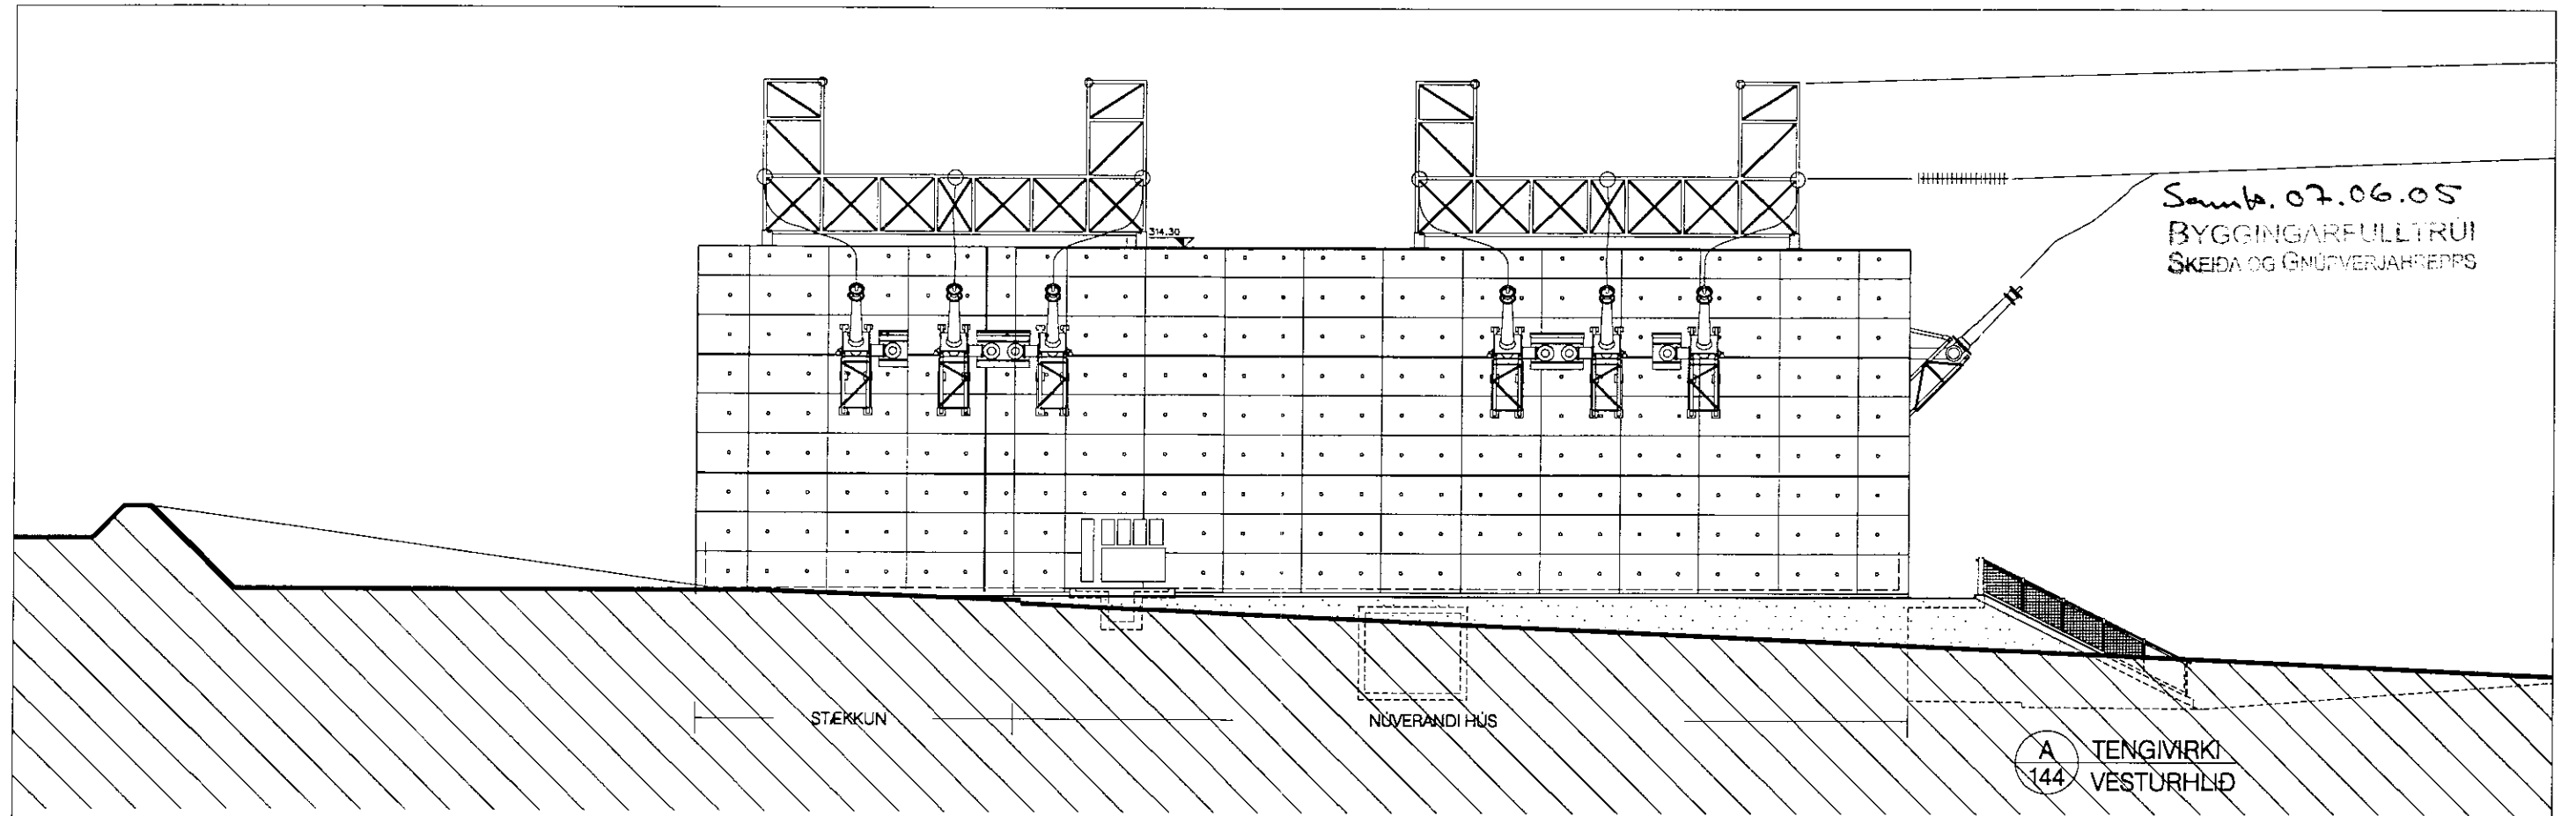 314.30
Samþ. 07.06.05
BYGGINGARFULLTRÚI
SKEIÐA OG GNÚPVERJAHREPPS
STÆKKUN
NÚVERANDI HÚS
A
144
TENGIVIRKI
VESTURHLIÐ